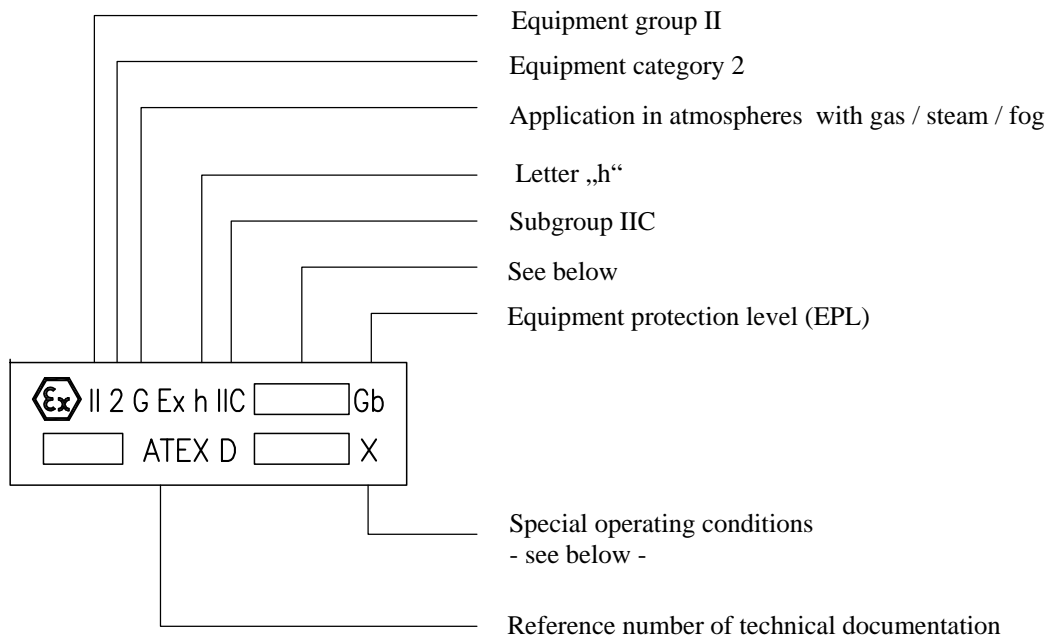 Equipment group II
Equipment category 2
Application in atmospheres with gas / steam / fog
Letter „h“
Subgroup IIC
See below
Equipment protection level (EPL)
Ex II 2 G Ex h IIC Gb
ATEX D X
Special operating conditions
- see below -
Reference number of technical documentation